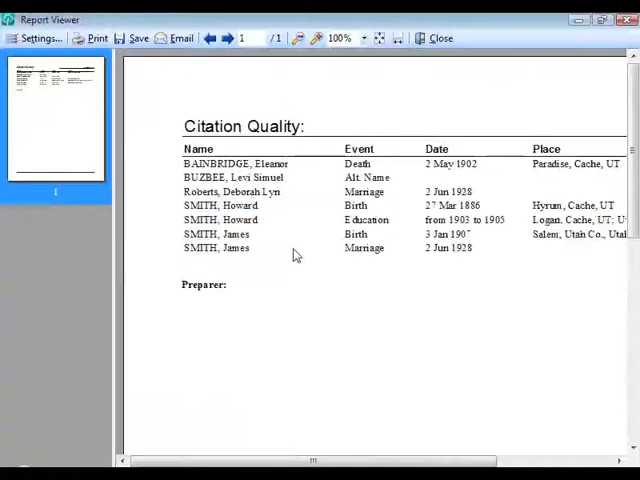 Report Viewer
Settings... Print Save Email 1 / 1 100% Close
1
Citation Quality:
Name Event Date Place
BAINBRIDGE, Eleanor Death 2 May 1902 Paradise, Cache, UT
BUZBEE, Levi Simuel Alt. Name
Roberts, Deborah Lyn Marriage 2 Jun 1928
SMITH, Howard Birth 27 Mar 1886 Hyrum, Cache, UT
SMITH, Howard Education from 1903 to 1905 Logan, Cache, UT; U
SMITH, James Birth 3 Jan 1907 Salem, Utah Co., Utah
SMITH, James Marriage 2 Jun 1928
Preparer: